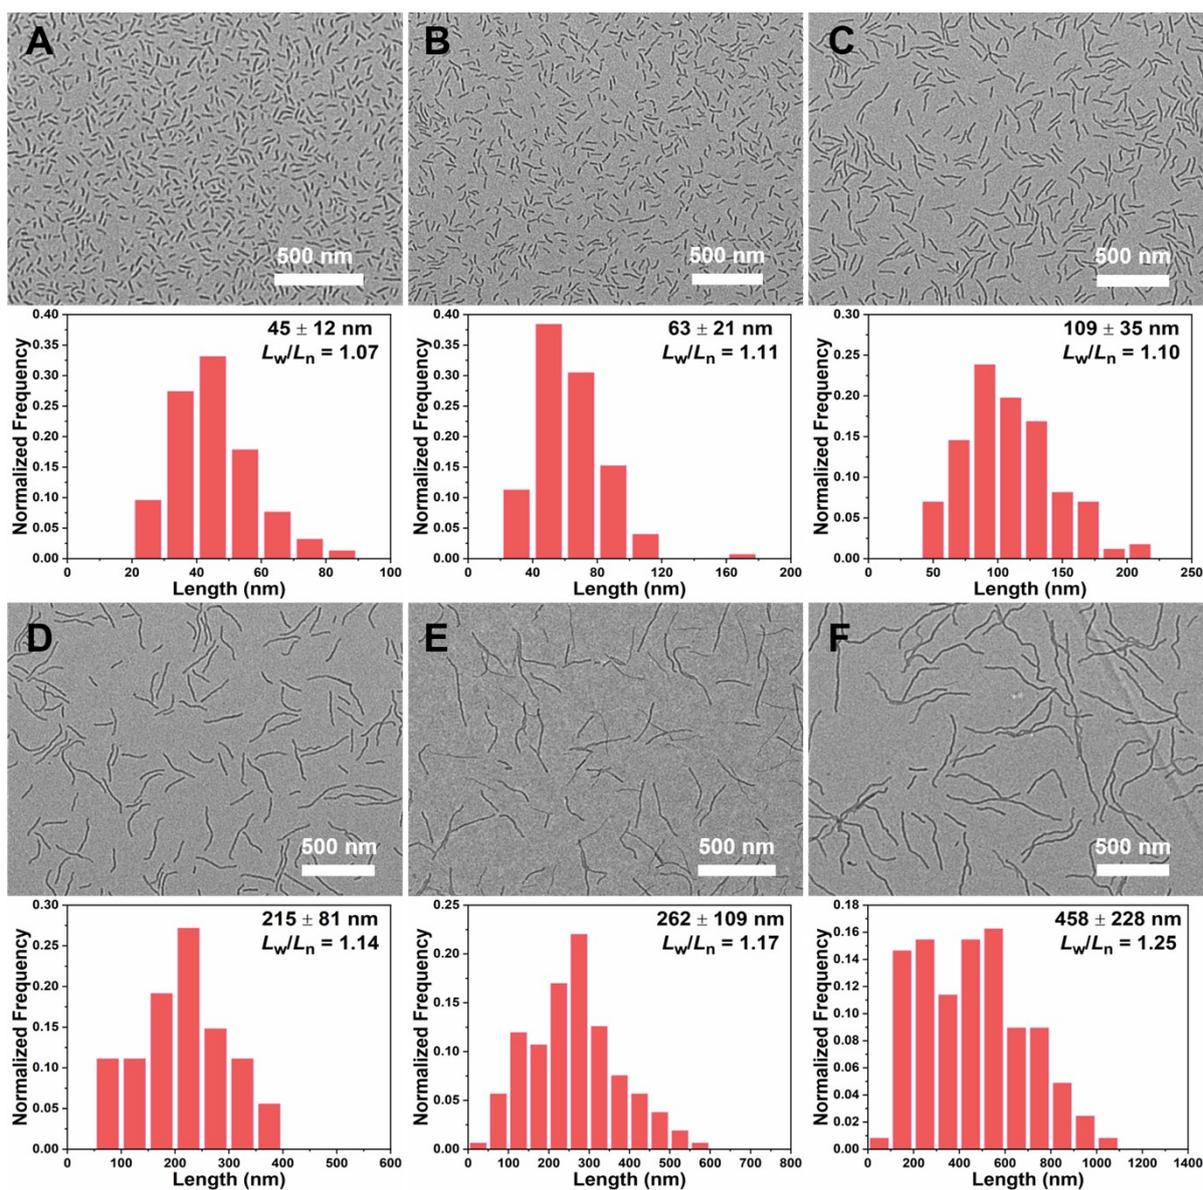 A
500 nm
B
500 nm
C
500 nm
Normalized Frequency
0.40
0.35
0.30
0.25
0.20
0.15
0.10
0.05
0.00
45 ± 12 nm
Lw/Ln = 1.07
0 20 40 60 80 100
Length (nm)
Normalized Frequency
0.40
0.35
0.30
0.25
0.20
0.15
0.10
0.05
0.00
63 ± 21 nm
Lw/Ln = 1.11
0 40 80 120 160 200
Length (nm)
Normalized Frequency
0.30
0.25
0.20
0.15
0.10
0.05
0.00
109 ± 35 nm
Lw/Ln = 1.10
0 50 100 150 200 250
Length (nm)
D
500 nm
E
500 nm
F
500 nm
Normalized Frequency
0.30
0.25
0.20
0.15
0.10
0.05
0.00
215 ± 81 nm
Lw/Ln = 1.14
0 100 200 300 400 500 600
Length (nm)
Normalized Frequency
0.25
0.20
0.15
0.10
0.05
0.00
262 ± 109 nm
Lw/Ln = 1.17
0 100 200 300 400 500 600 700 800
Length (nm)
Normalized Frequency
0.18
0.16
0.14
0.12
0.10
0.08
0.06
0.04
0.02
0.00
458 ± 228 nm
Lw/Ln = 1.25
0 200 400 600 800 1000 1200 1400
Length (nm)